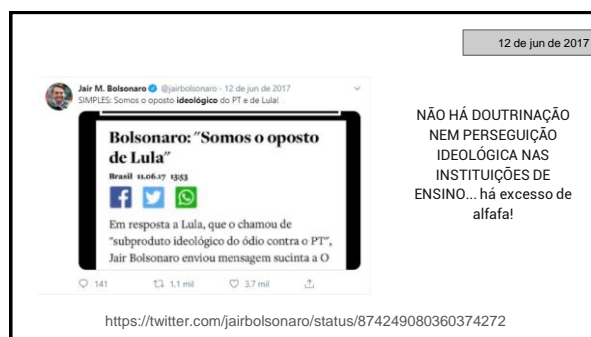 12 de jun de 2017
Jair M. Bolsonaro @jairbolsonaro - 12 de jun de 2017
SIMPLES: Somos o oposto ideológico do PT e de Lula!
Bolsonaro: "Somos o oposto
de Lula"
Brasil 11.06.17 13:53
Em resposta a Lula, que o chamou de
"subproduto ideológico do ódio contra o PT",
Jair Bolsonaro enviou mensagem sucinta a O
141 1.1 mil 3.7 mil
NÃO HÁ DOUTRINAÇÃO
NEM PERSEGUIÇÃO
IDEOLÓGICA NAS
INSTITUIÇÕES DE
ENSINO... há excesso de
alfafa!
https://twitter.com/jairbolsonaro/status/874249080360374272